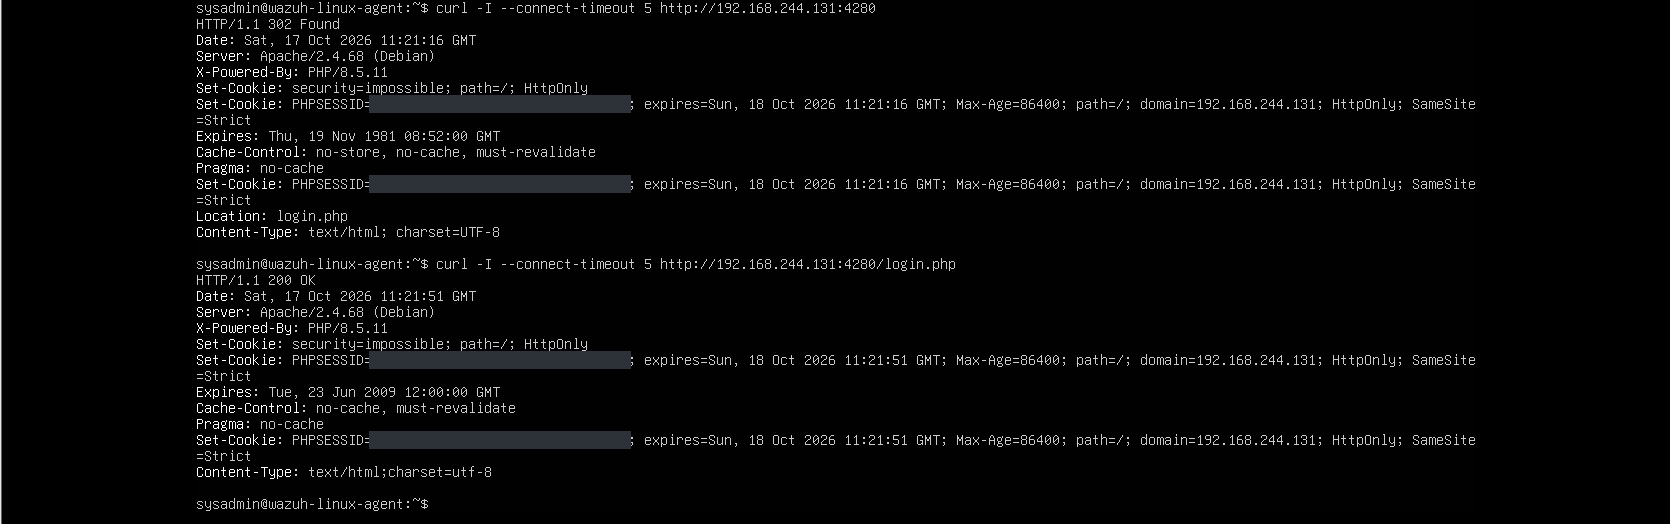 sysadmin@wazuh-linux-agent:~$ curl -I --connect-timeout 5 http://192.168.244.131:4280
HTTP/1.1 302 Found
Date: Sat, 17 Oct 2026 11:21:16 GMT
Server: Apache/2.4.68 (Debian)
X-Powered-By: PHP/8.5.11
Set-Cookie: security=impossible; path=/; HttpOnly
Set-Cookie: PHPSESSID= ; expires=Sun, 18 Oct 2026 11:21:16 GMT; Max-Age=86400; path=/; domain=192.168.244.131; HttpOnly; SameSite
=Strict
Expires: Thu, 19 Nov 1981 08:52:00 GMT
Cache-Control: no-store, no-cache, must-revalidate
Pragma: no-cache
Set-Cookie: PHPSESSID= ; expires=Sun, 18 Oct 2026 11:21:16 GMT; Max-Age=86400; path=/; domain=192.168.244.131; HttpOnly; SameSite
=Strict
Location: login.php
Content-Type: text/html; charset=UTF-8
sysadmin@wazuh-linux-agent:~$ curl -I --connect-timeout 5 http://192.168.244.131:4280/login.php
HTTP/1.1 200 OK
Date: Sat, 17 Oct 2026 11:21:51 GMT
Server: Apache/2.4.68 (Debian)
X-Powered-By: PHP/8.5.11
Set-Cookie: security=impossible; path=/; HttpOnly
Set-Cookie: PHPSESSID= ; expires=Sun, 18 Oct 2026 11:21:51 GMT; Max-Age=86400; path=/; domain=192.168.244.131; HttpOnly; SameSite
=Strict
Expires: Tue, 23 Jun 2009 12:00:00 GMT
Cache-Control: no-cache, must-revalidate
Pragma: no-cache
Set-Cookie: PHPSESSID= ; expires=Sun, 18 Oct 2026 11:21:51 GMT; Max-Age=86400; path=/; domain=192.168.244.131; HttpOnly; SameSite
=Strict
Content-Type: text/html;charset=utf-8
sysadmin@wazuh-linux-agent:~$